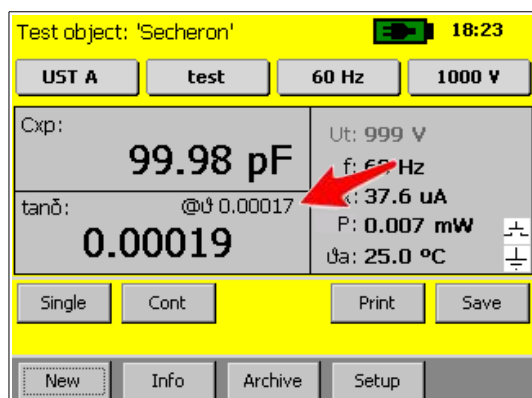 Test object: 'Secheron'
18:23
UST A
test
60 Hz
1000 V
Cxp:
99.98 pF
tanδ:
@ϑ 0.00017
0.00019
Ut: 999 V
f: 60 Hz
37.6 uA
P: 0.007 mW
ϑa: 25.0 ºC
Single
Cont
Print
Save
New
Info
Archive
Setup